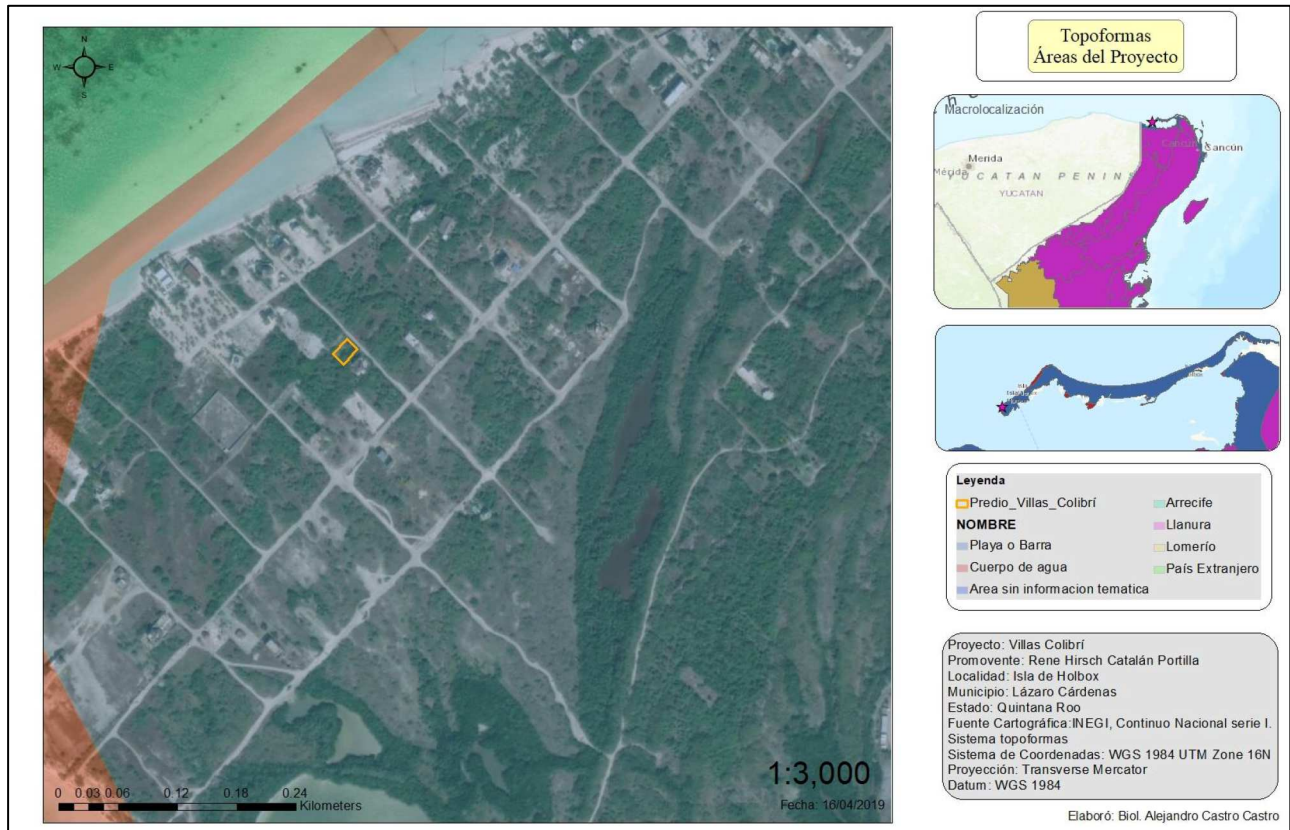 Topoformas
Áreas del Proyecto
N
W E
S
Macrolocalización
Merida
Mérida
YUCATAN PENINS
YUCATÁN
Cancún
Cancún
Leyenda
Predio_Villas_Colibrí
NOMBRE
Playa o Barra
Cuerpo de agua
Area sin informacion tematica
Arrecife
Llanura
Lomerío
País Extranjero
Proyecto: Villas Colibrí
Promovente: Rene Hirsch Catalán Portilla
Localidad: Isla de Holbox
Municipio: Lázaro Cárdenas
Estado: Quintana Roo
Fuente Cartográfica:INEGI, Continuo Nacional serie I.
Sistema topoformas
Sistema de Coordenadas: WGS 1984 UTM Zone 16N
Proyección: Transverse Mercator
Datum: WGS 1984
1:3,000
Fecha: 16/04/2019
0 0.03 0.06 0.12 0.18 0.24
Kilometers
Elaboró: Biol. Alejandro Castro Castro